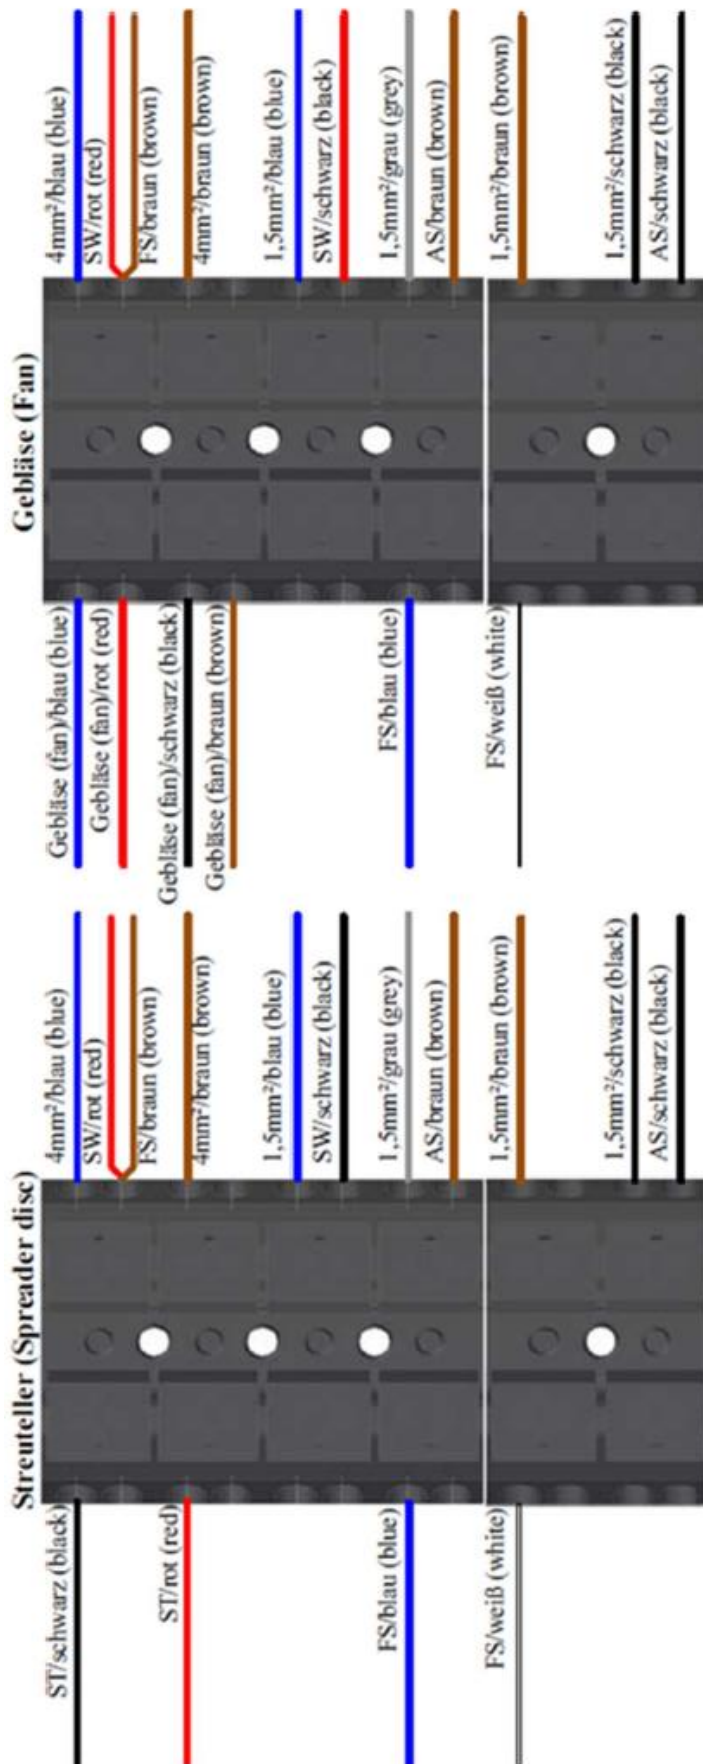 Gebläse (Fan)
4mm²/blau (blue)
SW/rot (red)
FS/braun (brown)
4mm²/braun (brown)
1,5mm²/blau (blue)
SW/schwarz (black)
1,5mm²/grau (grey)
AS/braun (brown)
1,5mm²/braun (brown)
1,5mm²/schwarz (black)
AS/schwarz (black)
Gebläse (fan)/blau (blue)
Gebläse (fan)/rot (red)
Gebläse (fan)/schwarz (black)
Gebläse (fan)/braun (brown)
FS/blau (blue)
FS/weiß (white)
Streuteller (Spreader disc)
4mm²/blau (blue)
SW/rot (red)
FS/braun (brown)
4mm²/braun (brown)
1,5mm²/blau (blue)
SW/schwarz (black)
1,5mm²/grau (grey)
AS/braun (brown)
1,5mm²/braun (brown)
1,5mm²/schwarz (black)
AS/schwarz (black)
ST/schwarz (black)
ST/rot (red)
FS/blau (blue)
FS/weiß (white)